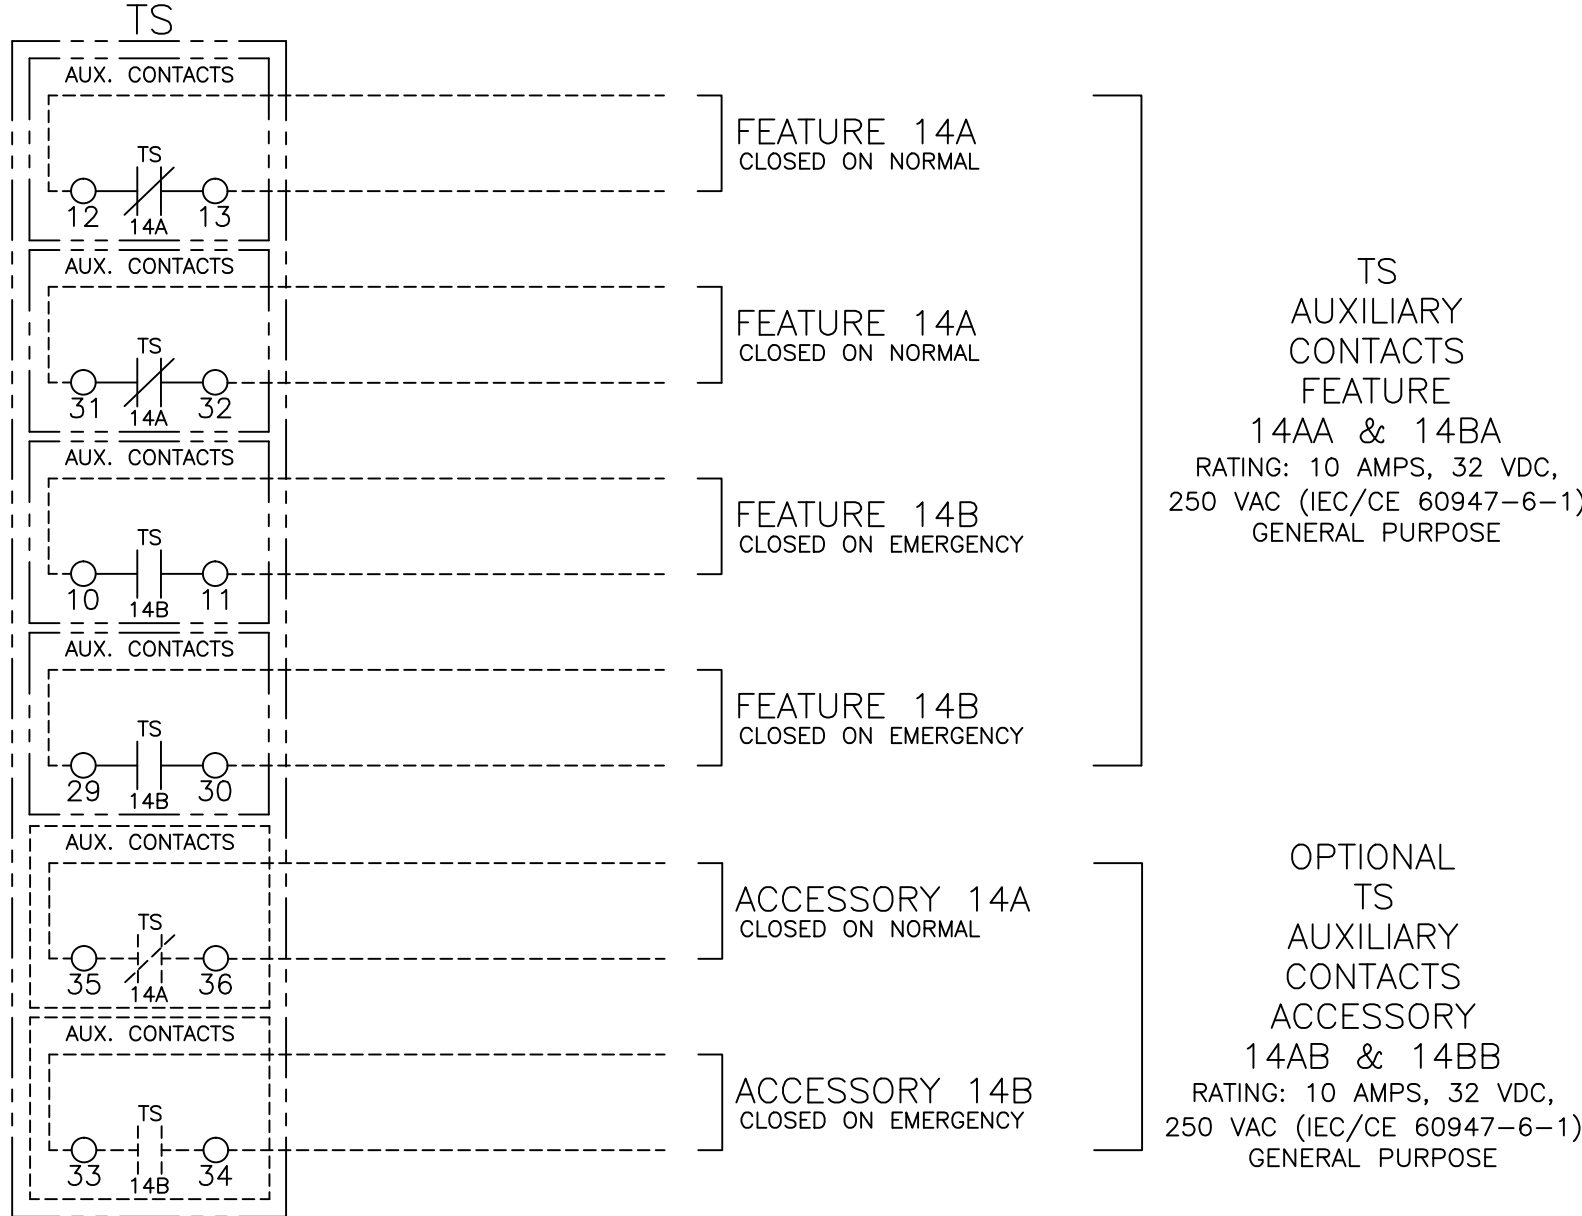 TS
AUX. CONTACTS
TS
12 13
14A
FEATURE 14A
CLOSED ON NORMAL
AUX. CONTACTS
TS
31 32
14A
FEATURE 14A
CLOSED ON NORMAL
AUX. CONTACTS
TS
10 11
14B
FEATURE 14B
CLOSED ON EMERGENCY
AUX. CONTACTS
TS
29 30
14B
FEATURE 14B
CLOSED ON EMERGENCY
TS
AUXILIARY
CONTACTS
FEATURE
14AA & 14BA
RATING: 10 AMPS, 32 VDC,
250 VAC (IEC/CE 60947-6-1)
GENERAL PURPOSE
AUX. CONTACTS
TS
35 36
14A
ACCESSORY 14A
CLOSED ON NORMAL
AUX. CONTACTS
TS
33 34
14B
ACCESSORY 14B
CLOSED ON EMERGENCY
OPTIONAL
TS
AUXILIARY
CONTACTS
ACCESSORY
14AB & 14BB
RATING: 10 AMPS, 32 VDC,
250 VAC (IEC/CE 60947-6-1)
GENERAL PURPOSE